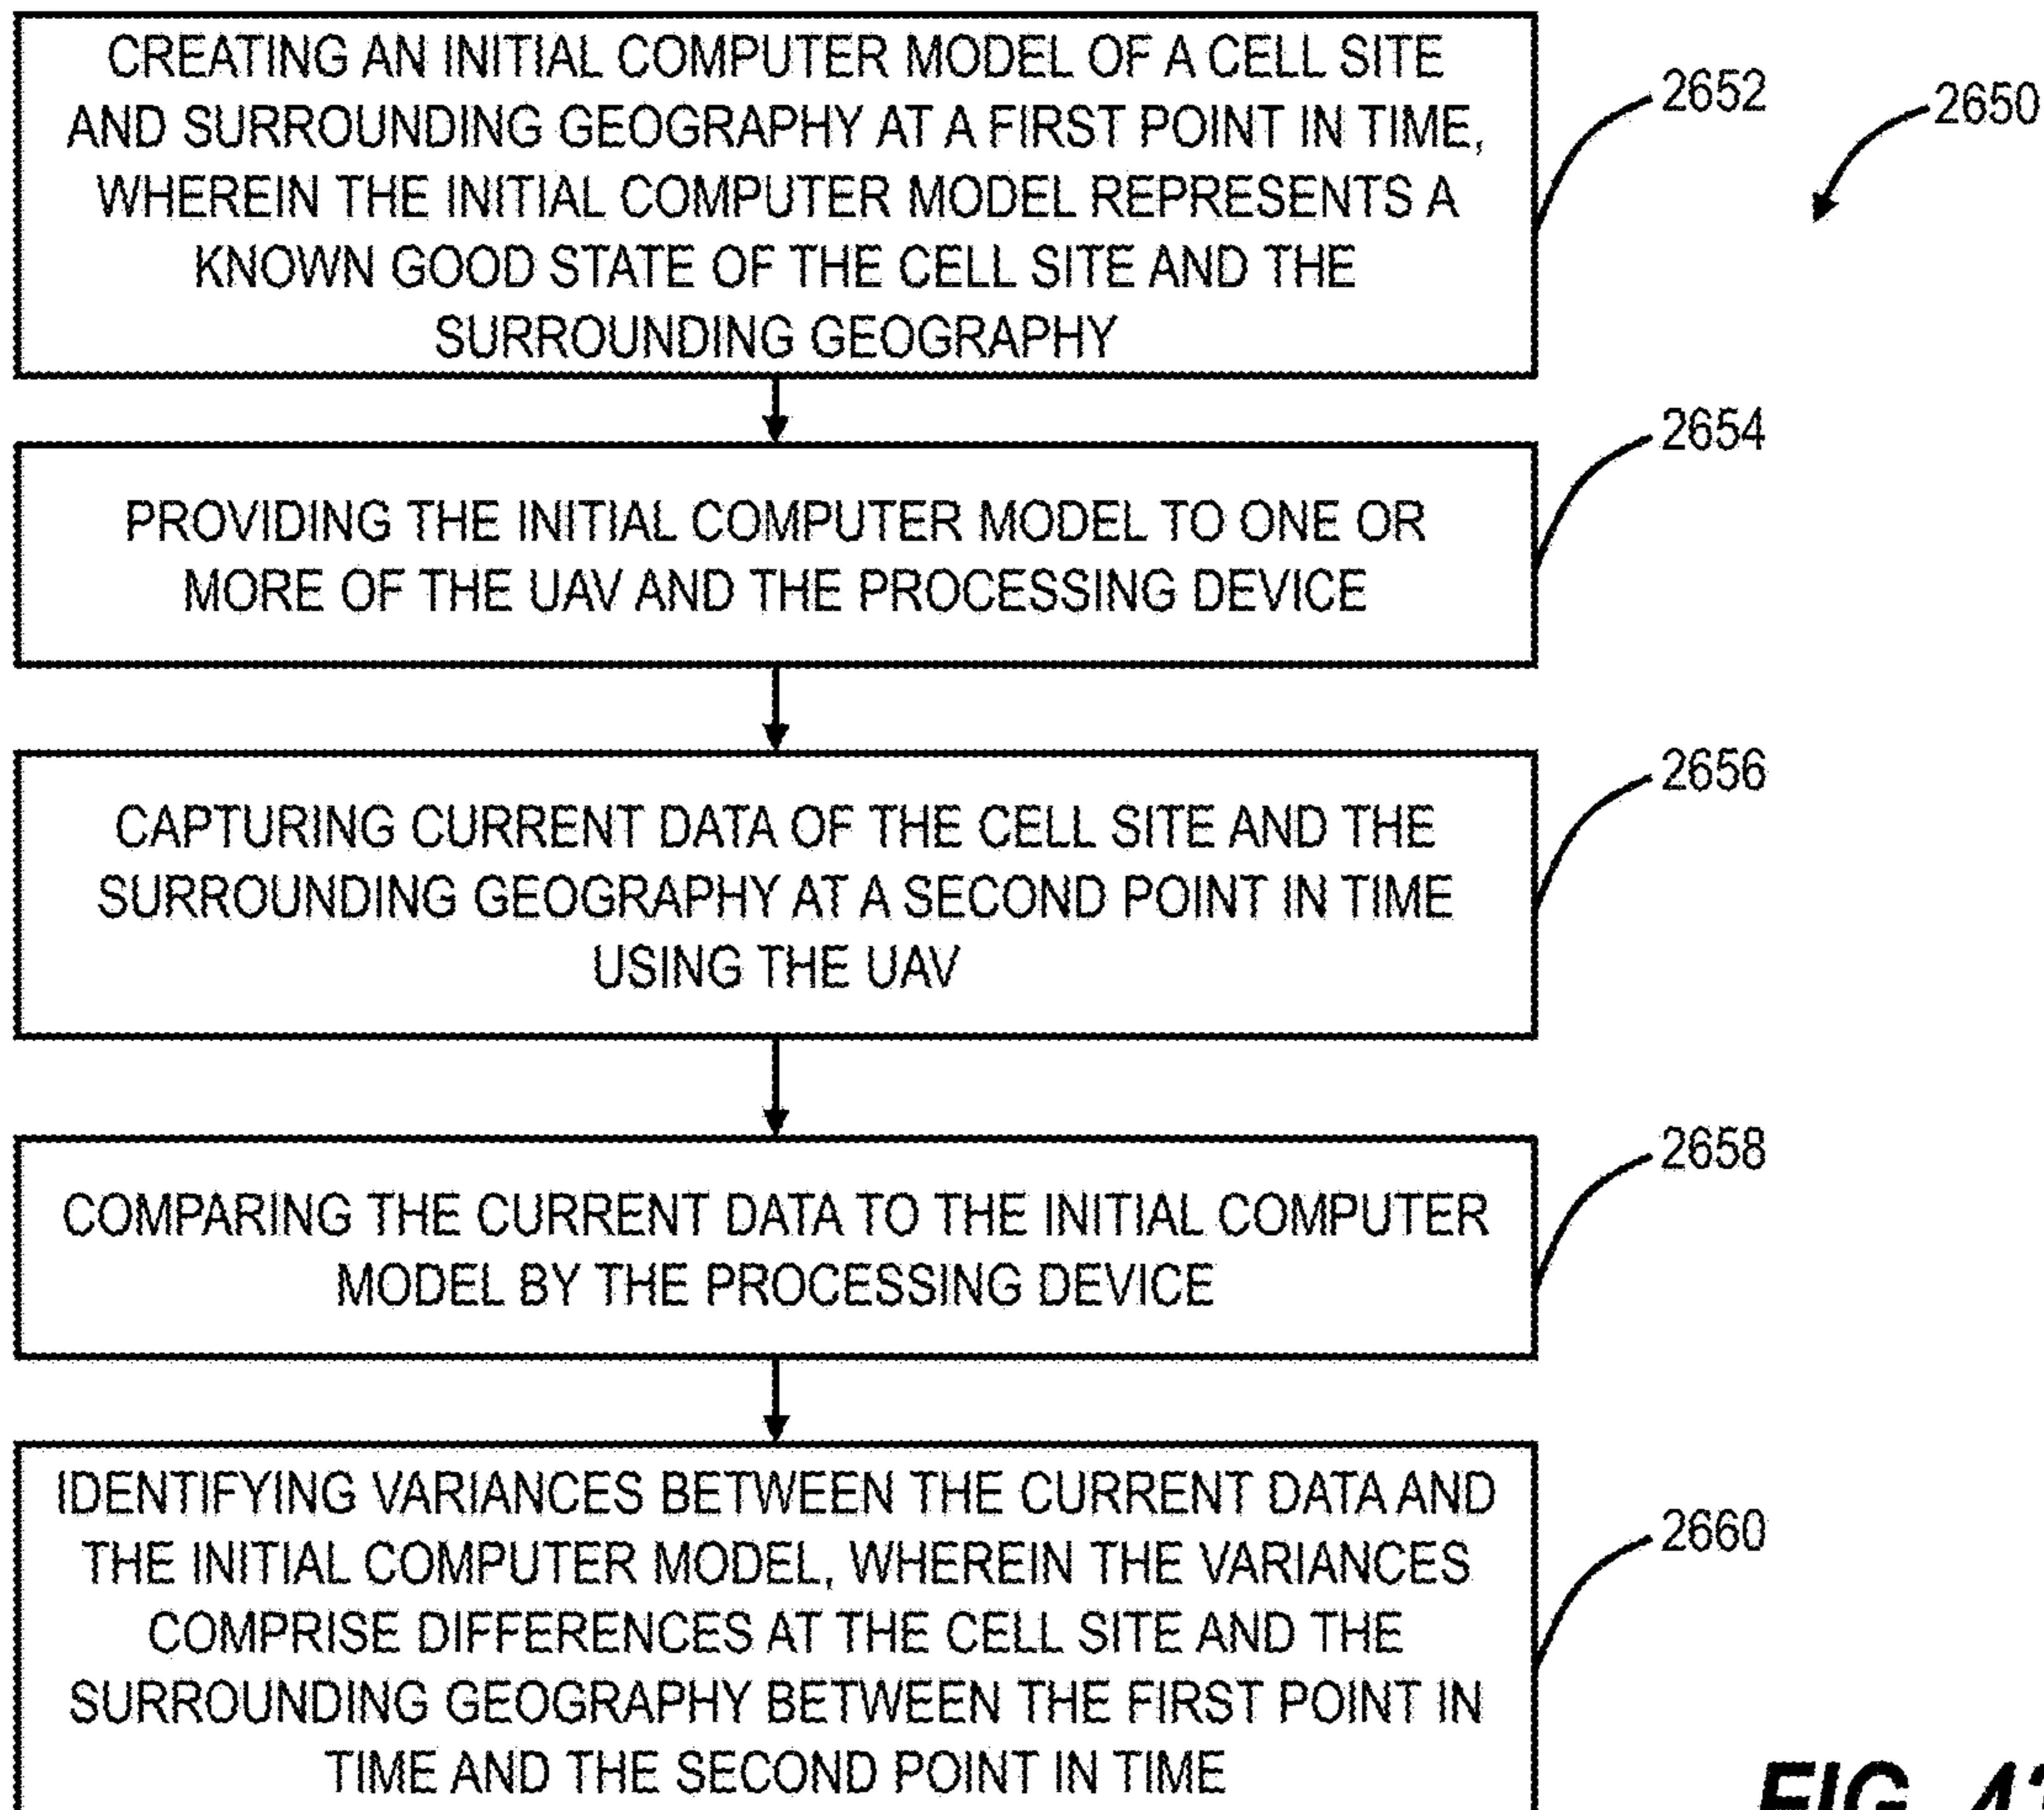 CREATING AN INITIAL COMPUTER MODEL OF A CELL SITE
AND SURROUNDING GEOGRAPHY AT A FIRST POINT IN TIME,
WHEREIN THE INITIAL COMPUTER MODEL REPRESENTS A
KNOWN GOOD STATE OF THE CELL SITE AND THE
SURROUNDING GEOGRAPHY
2652
2650
PROVIDING THE INITIAL COMPUTER MODEL TO ONE OR
MORE OF THE UAV AND THE PROCESSING DEVICE
2654
CAPTURING CURRENT DATA OF THE CELL SITE AND THE
SURROUNDING GEOGRAPHY AT A SECOND POINT IN TIME
USING THE UAV
2656
COMPARING THE CURRENT DATA TO THE INITIAL COMPUTER
MODEL BY THE PROCESSING DEVICE
2658
IDENTIFYING VARIANCES BETWEEN THE CURRENT DATA AND
THE INITIAL COMPUTER MODEL, WHEREIN THE VARIANCES
COMPRISE DIFFERENCES AT THE CELL SITE AND THE
SURROUNDING GEOGRAPHY BETWEEN THE FIRST POINT IN
TIME AND THE SECOND POINT IN TIME
2660
FIG.